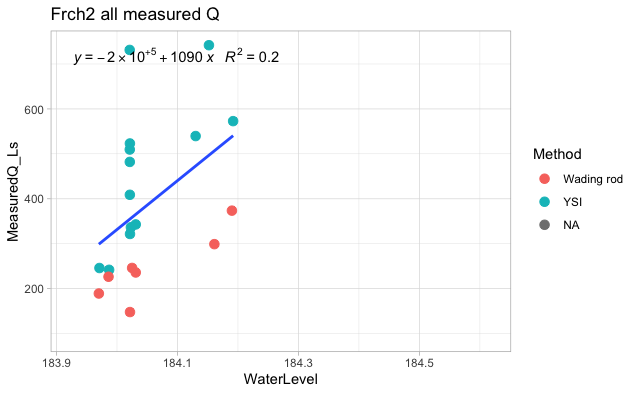 Frch2 all measured Q
y = −2 × 10⁺⁵ + 1090 x R² = 0.2
MeasuredQ_Ls
600
400
200
183.9
184.1
184.3
184.5
WaterLevel
Method
Wading rod
YSI
NA